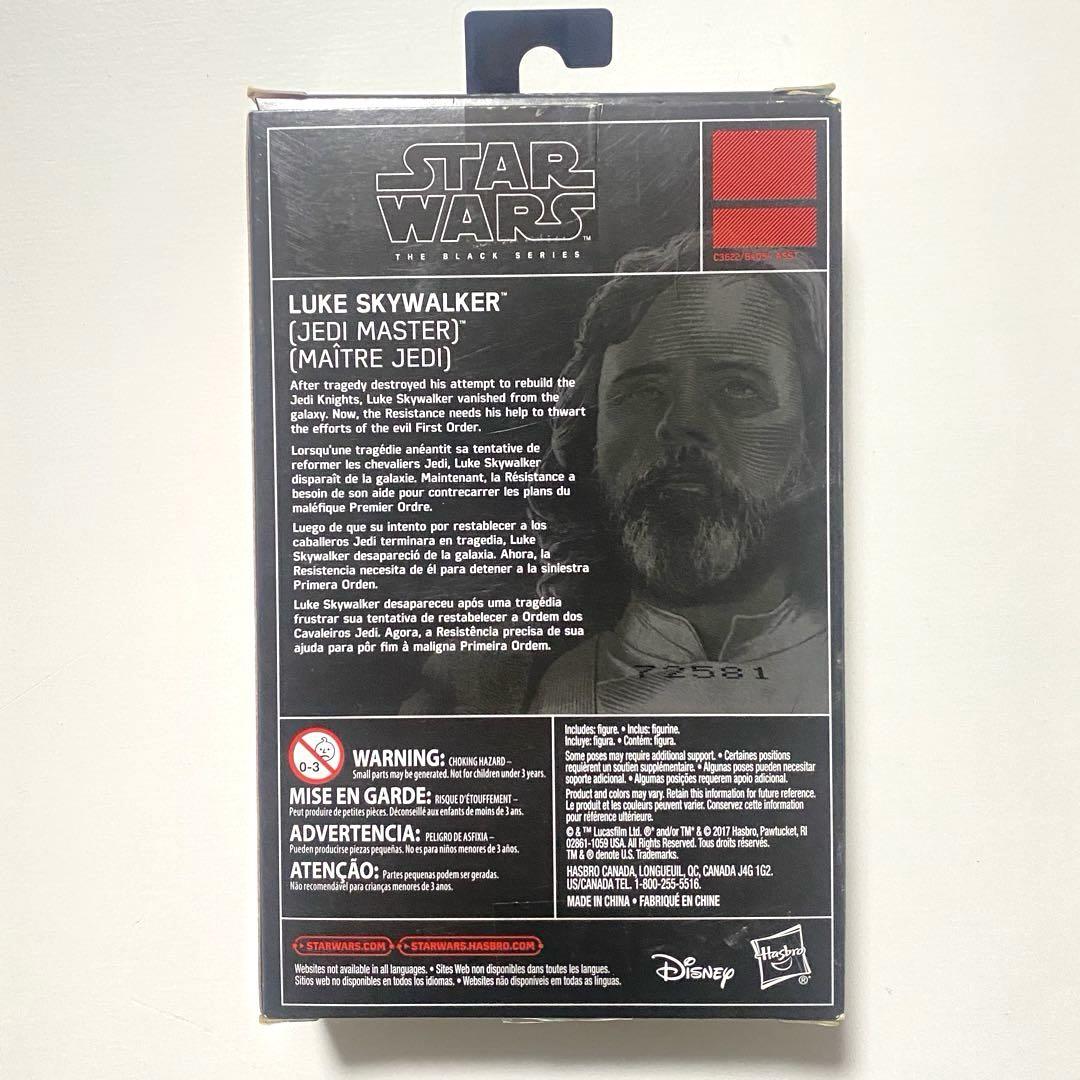 STAR
WARS™
THE BLACK SERIES
C3622/B4054 ASST
LUKE SKYWALKER™
(JEDI MASTER)™
(MAÎTRE JEDI)
After tragedy destroyed his attempt to rebuild the
Jedi Knights, Luke Skywalker vanished from the
galaxy. Now, the Resistance needs his help to thwart
the efforts of the evil First Order.
Lorsqu'une tragédie anéantit sa tentative de
reformer les chevaliers Jedi, Luke Skywalker
disparaît de la galaxie. Maintenant, la Résistance a
besoin de son aide pour contrecarrer les plans du
maléfique Premier Ordre.
Luego de que su intento por restablecer a los
caballeros Jedi terminara en tragedia, Luke
Skywalker desapareció de la galaxia. Ahora, la
Resistencia necesita de él para detener a la siniestra
Primera Orden.
Luke Skywalker desapareceu após uma tragédia
frustrar sua tentativa de restabelecer a Ordem dos
Cavaleiros Jedi. Agora, a Resistência precisa de sua
ajuda para pôr fim à maligna Primeira Ordem.
72581
0-3
WARNING: CHOKING HAZARD –
Small parts may be generated. Not for children under 3 years.
MISE EN GARDE: RISQUE D'ÉTOUFFEMENT –
Peut produire de petites pièces. Déconseillé aux enfants de moins de 3 ans.
ADVERTENCIA: PELIGRO DE ASFIXIA –
Pueden producirse piezas pequeñas. No es para niños menores de 3 años.
ATENÇÃO: Partes pequenas podem ser geradas.
Não recomendável para crianças menores de 3 anos.
Includes: figure. • Inclus: figurine.
Incluye: figura. • Contém: figura.
Some poses may require additional support. • Certaines positions
requièrent un soutien supplémentaire. • Algunas poses pueden necesitar
soporte adicional. • Algumas posições requerem apoio adicional.
Product and colors may vary. Retain this information for future reference.
Le produit et les couleurs peuvent varier. Conservez cette information
pour référence ultérieure.
© & ™ Lucasfilm Ltd. ®* and/or TM* & © 2017 Hasbro, Pawtucket, RI
02861-1059 USA. All Rights Reserved. Tous droits réservés.
TM & ® denote U.S. Trademarks.
HASBRO CANADA, LONGUEUIL, QC, CANADA J4G 1G2.
US/CANADA TEL. 1-800-255-5516.
MADE IN CHINA • FABRIQUÉ EN CHINE
STARWARS.COM STARWARS.HASBRO.COM
Websites not available in all languages. • Sites Web non disponibles dans toutes les langues.
Sitios web no disponibles en todos los idiomas. • Websites não disponíveis em todas as línguas.
Disney
Hasbro®